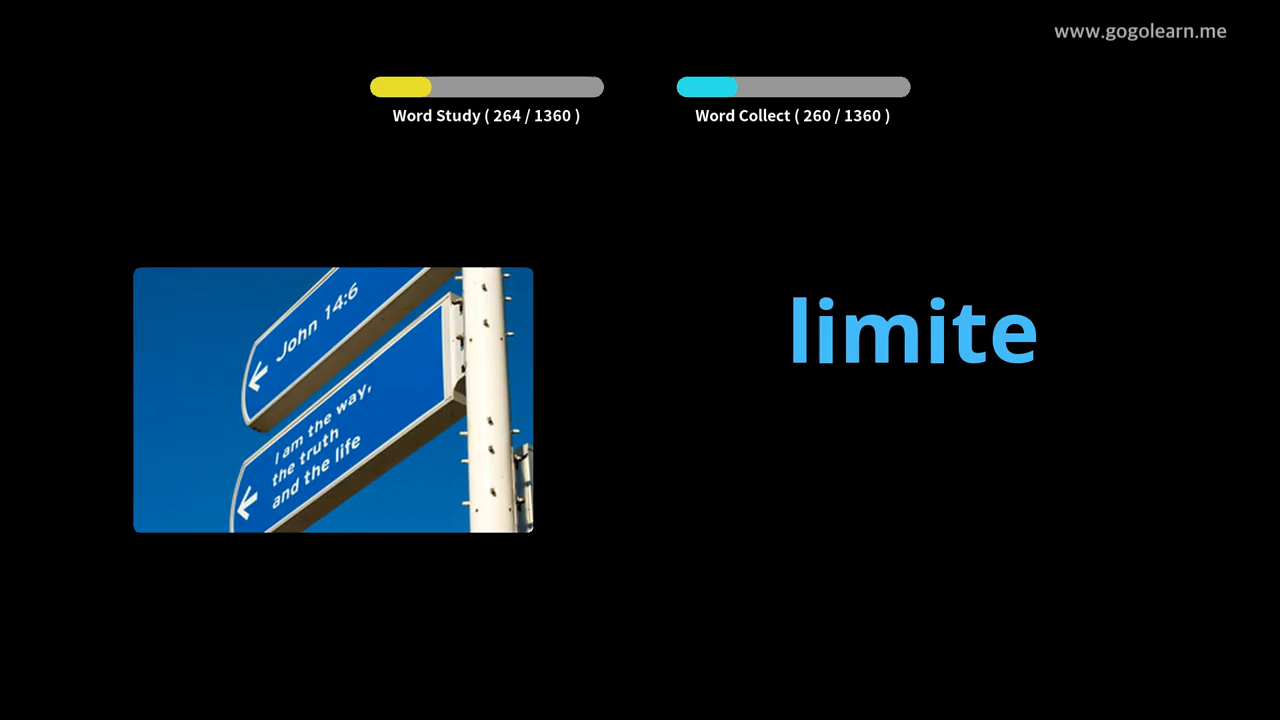 www.gogolearn.me
Word Study ( 264 / 1360 )
Word Collect ( 260 / 1360 )
John 14:6
I am the way,
the truth
and the life
limite